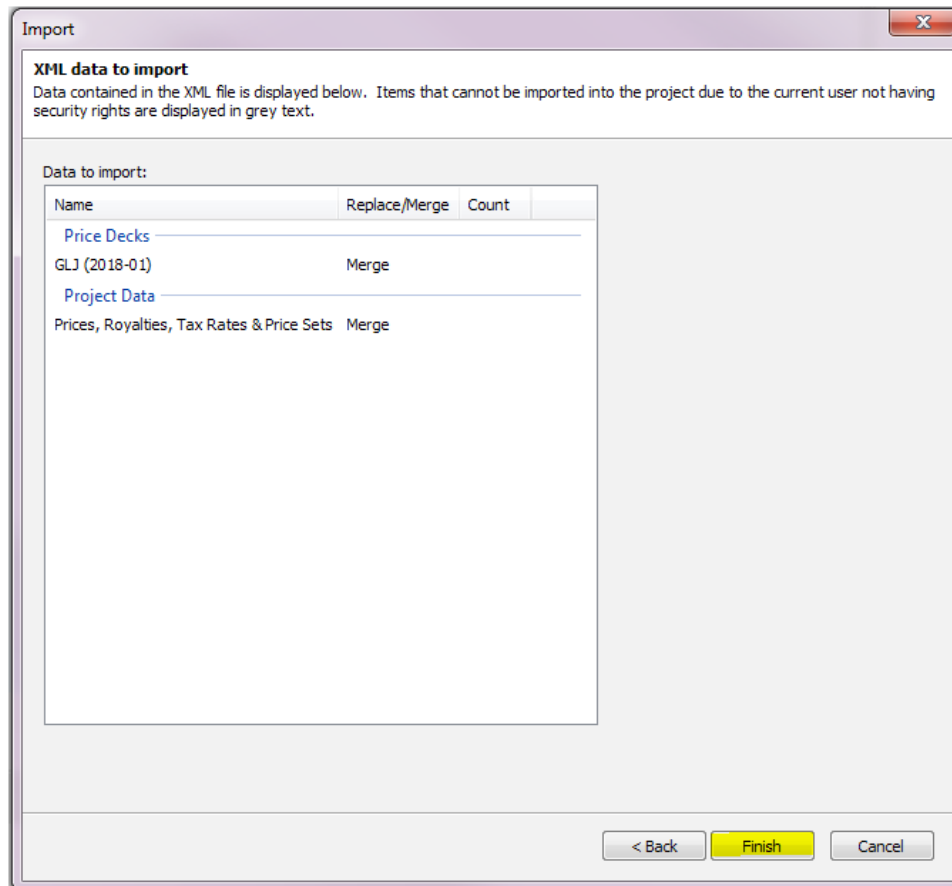 Import
XML data to import
Data contained in the XML file is displayed below. Items that cannot be imported into the project due to the current user not having
security rights are displayed in grey text.
Data to import:
Name Replace/Merge Count
Price Decks
GLJ (2018-01) Merge
Project Data
Prices, Royalties, Tax Rates & Price Sets Merge
< Back Finish Cancel